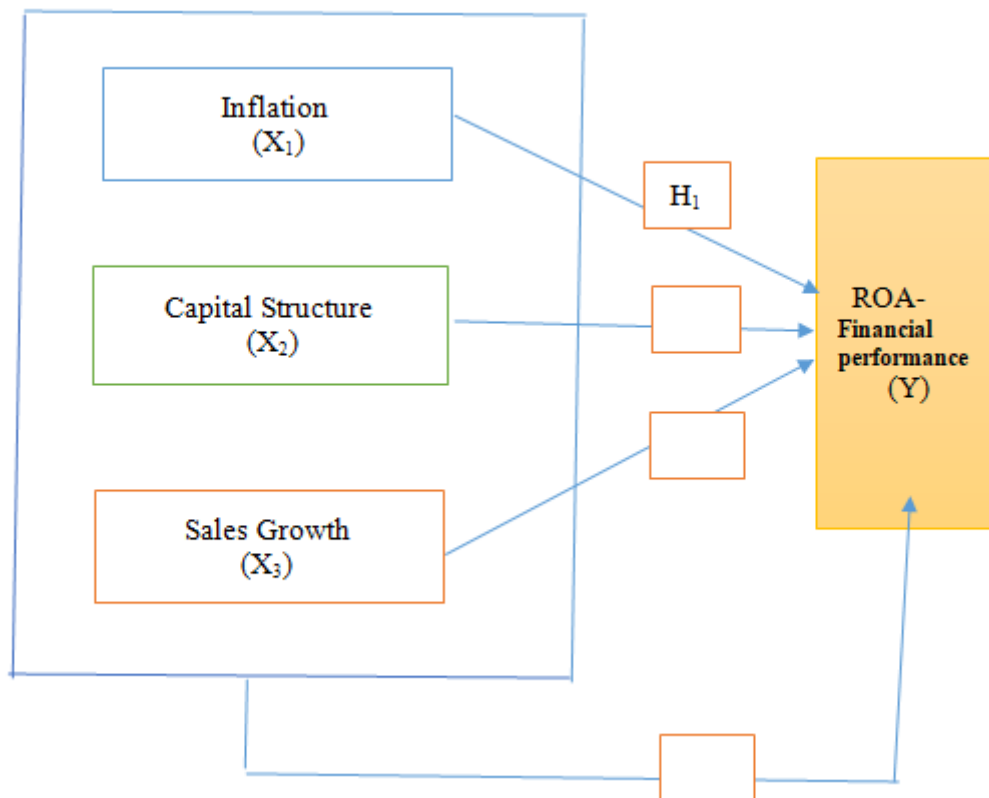 Inflation
(X₁)
H₁
Capital Structure
(X₂)
ROA-
Financial
performance
(Y)
Sales Growth
(X₃)